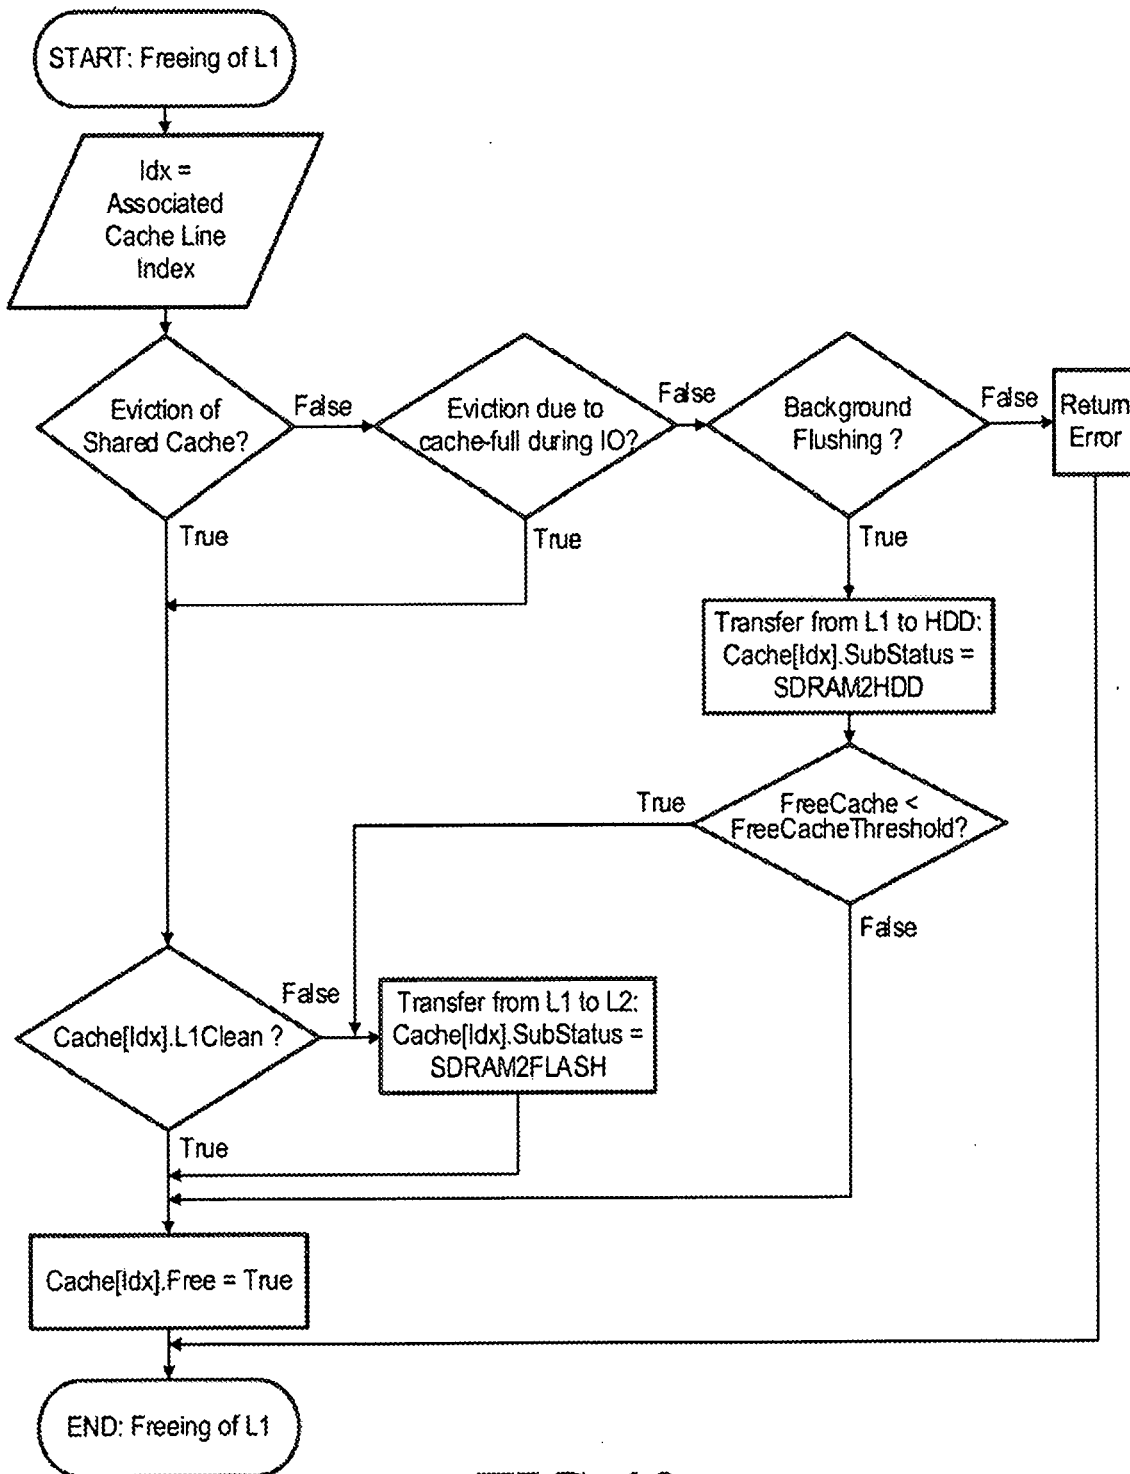 START: Freeing of L1
Idx =
Associated
Cache Line
Index
Eviction of
Shared Cache?
False
Eviction due to
cache-full during IO?
False
Background
Flushing ?
False
Return
Error
True
True
True
Transfer from L1 to HDD:
Cache[Idx].SubStatus =
SDRAM2HDD
True
FreeCache <
FreeCacheThreshold?
False
Cache[Idx].L1Clean ?
False
Transfer from L1 to L2:
Cache[Idx].SubStatus =
SDRAM2FLASH
True
Cache[Idx].Free = True
END: Freeing of L1